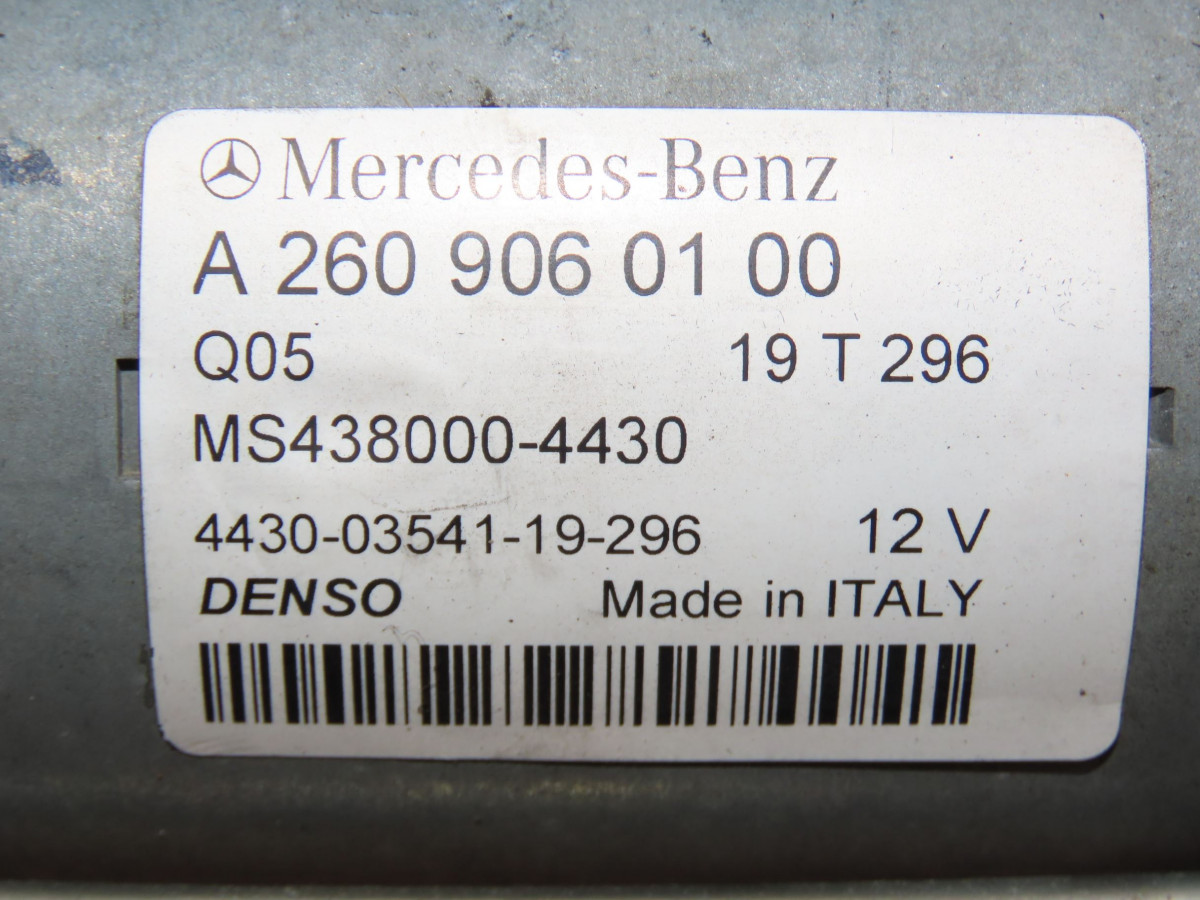 Mercedes-Benz
A 260 906 01 00
Q05 19 T 296
MS438000-4430
4430-03541-19-296 12 V
DENSO Made in ITALY